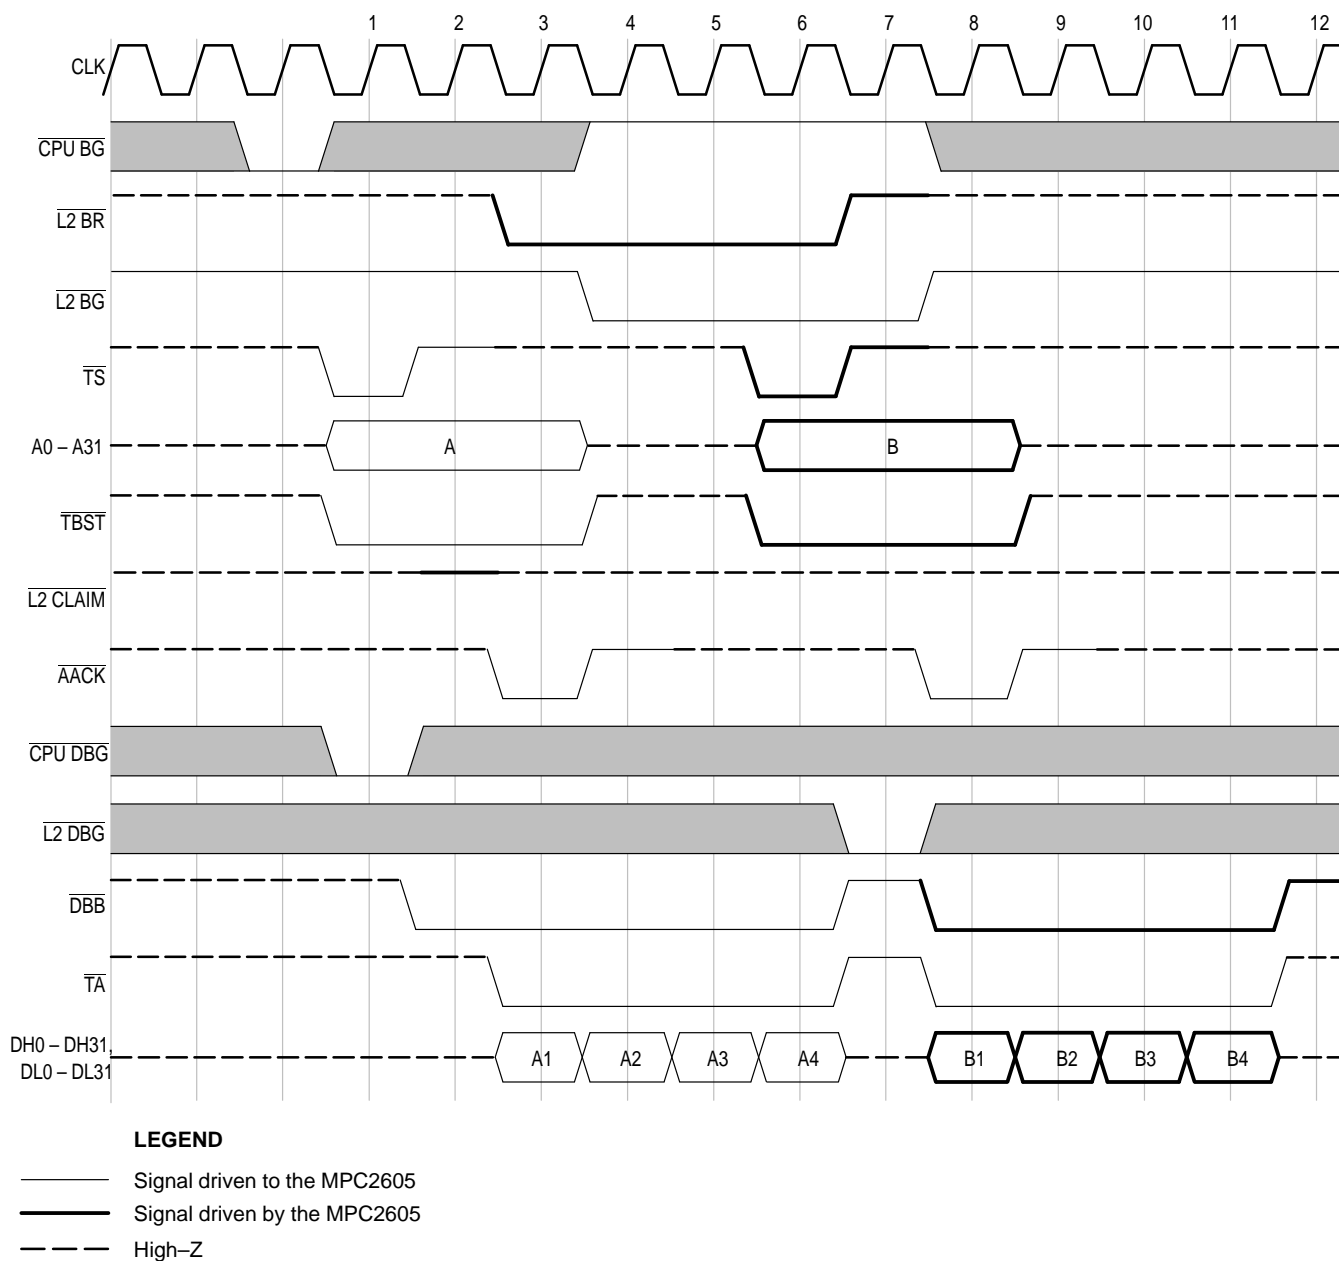 1 2 3 4 5 6 7 8 9 10 11 12
CLK
CPU BG
L2 BR
L2 BG
TS
A0 – A31 A B
TBST
L2 CLAIM
AACK
CPU DBG
L2 DBG
DBB
TA
DH0 – DH31,
DL0 – DL31
A1 A2 A3 A4 B1 B2 B3 B4
LEGEND
Signal driven to the MPC2605
Signal driven by the MPC2605
High–Z